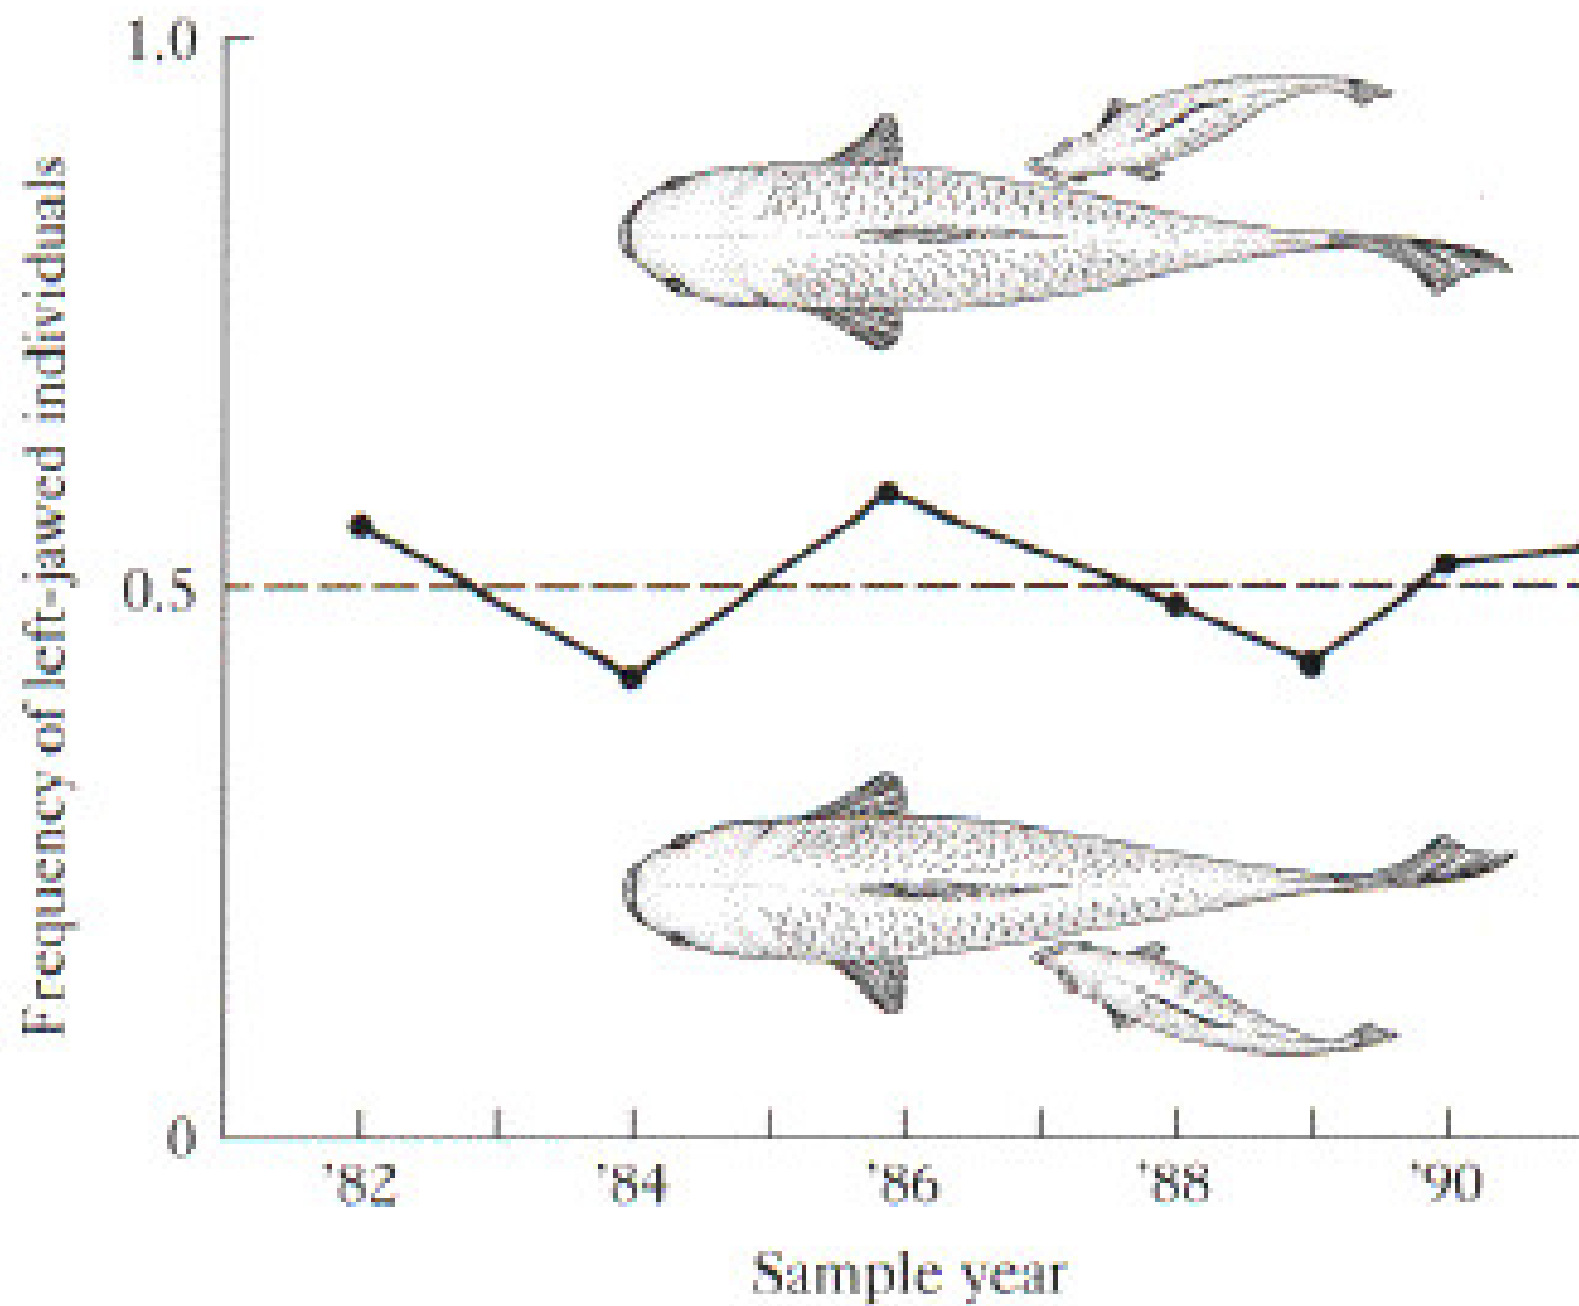 1.0
Frequency of left-jawed individuals
0.5
0
'82 '84 '86 '88 '90
Sample year